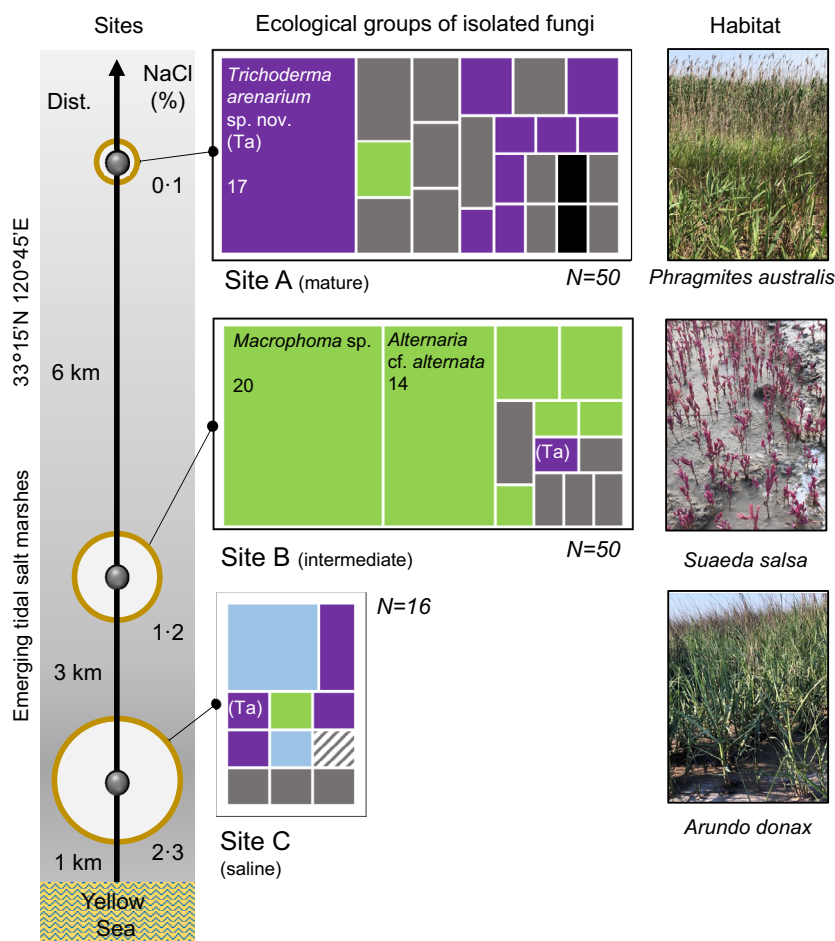 Sites
Ecological groups of isolated fungi
Habitat
Dist.
NaCl
(%)
0·1
33°15'N 120°45'E
6 km
Emerging tidal salt marshes
1·2
3 km
2·3
1 km
Yellow
Sea
Trichoderma
arenarium
sp. nov.
(Ta)
17
Site A (mature)
N=50
Phragmites australis
Macrophoma sp.
20
Alternaria
cf. alternata
14
(Ta)
Site B (intermediate)
N=50
Suaeda salsa
N=16
(Ta)
Site C
(saline)
Arundo donax